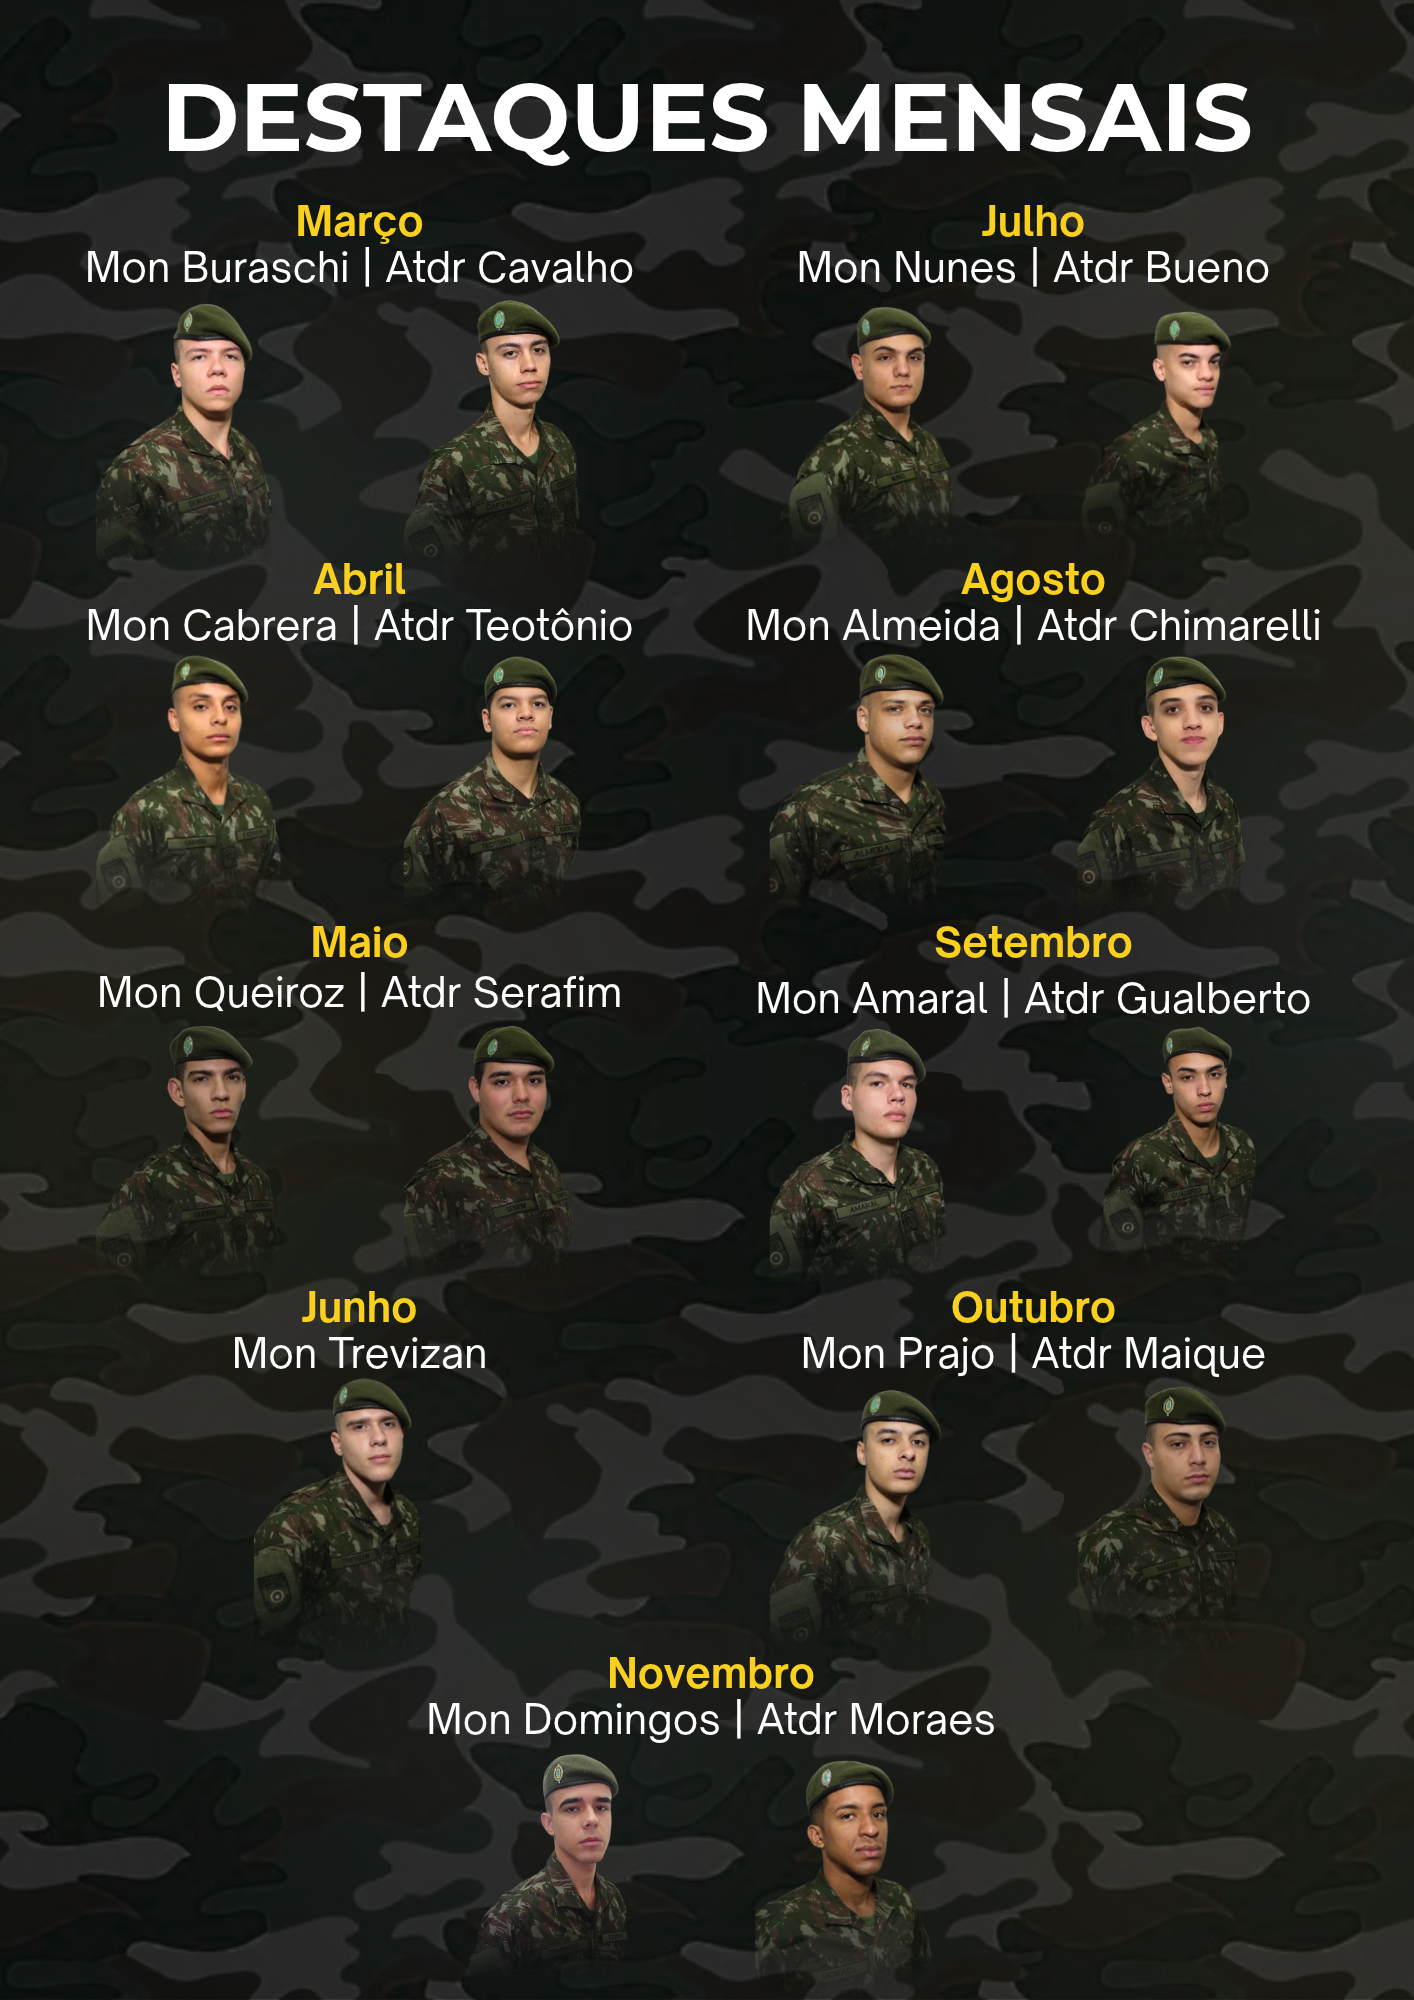 DESTAQUES MENSAIS
Março
Mon Buraschi | Atdr Cavalho
Julho
Mon Nunes | Atdr Bueno
Abril
Mon Cabrera | Atdr Teotônio
Agosto
Mon Almeida | Atdr Chimarelli
ALMEIDA
Maio
Mon Queiroz | Atdr Serafim
Setembro
Mon Amaral | Atdr Gualberto
AMARAL
Junho
Mon Trevizan
Outubro
Mon Prajo | Atdr Maique
Novembro
Mon Domingos | Atdr Moraes